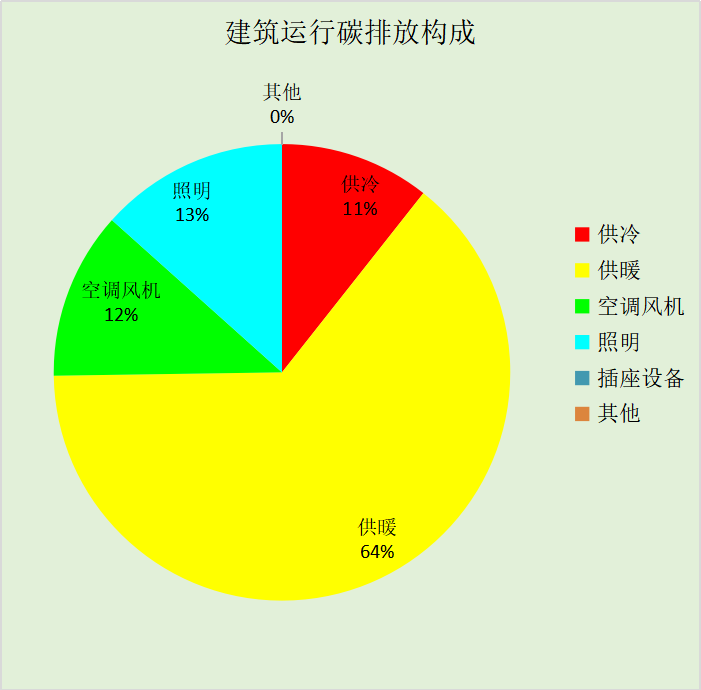 建筑运行碳排放构成
其他
0%
照明
13%
供冷
11%
空调风机
12%
供暖
64%
供冷
供暖
空调风机
照明
插座设备
其他